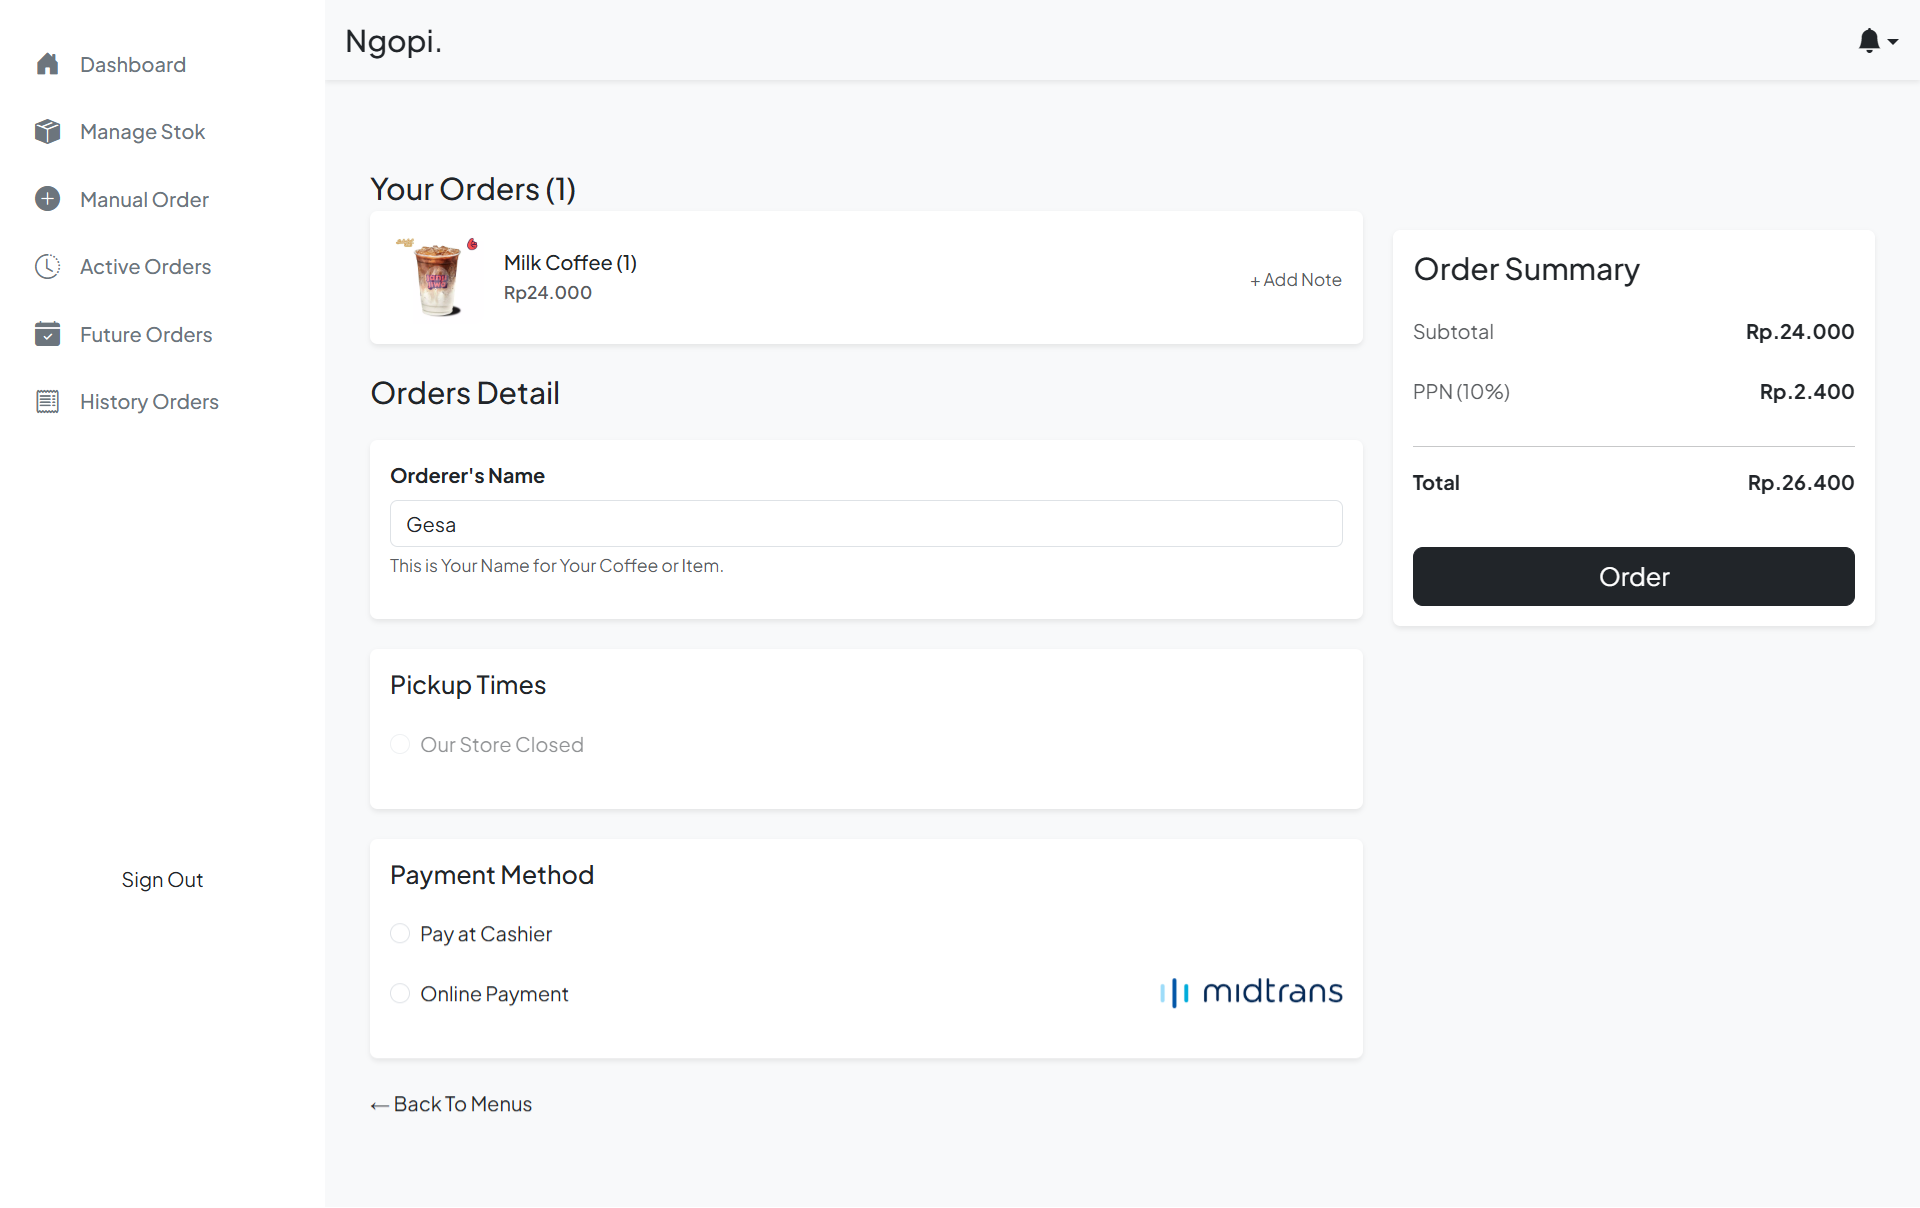 Dashboard
Manage Stok
Manual Order
Active Orders
Future Orders
History Orders
Sign Out
Ngopi.
Your Orders (1)
Milk Coffee (1)
Rp24.000
+ Add Note
Orders Detail
Orderer's Name
Gesa
This is Your Name for Your Coffee or Item.
Pickup Times
Our Store Closed
Payment Method
Pay at Cashier
Online Payment
midtrans
← Back To Menus
Order Summary
Subtotal Rp.24.000
PPN (10%) Rp.2.400
Total Rp.26.400
Order